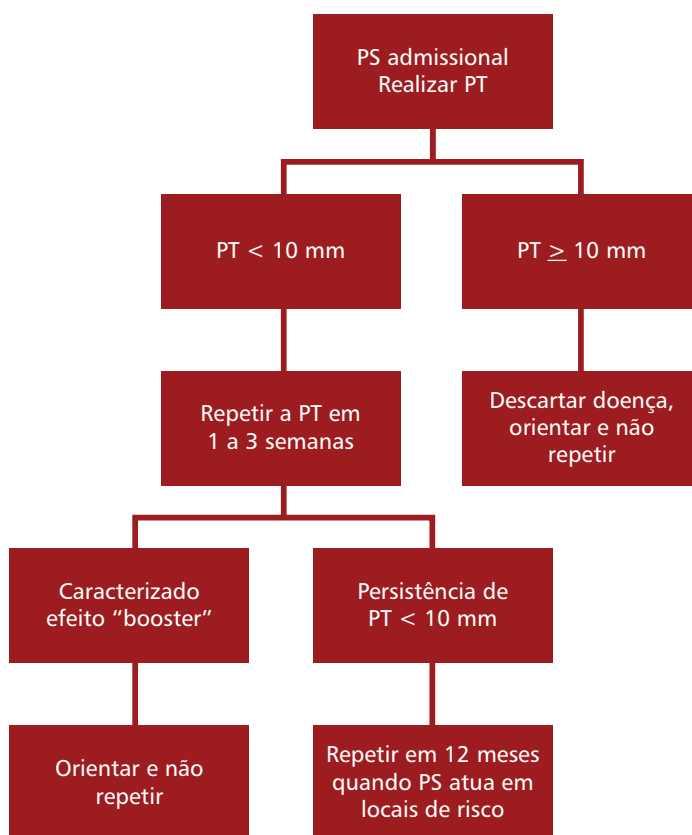 PS admissional
Realizar PT
PT < 10 mm
PT ≥ 10 mm
Repetir a PT em
1 a 3 semanas
Descartar doença,
orientar e não
repetir
Caracterizado
efeito “booster”
Persistência de
PT < 10 mm
Orientar e não
repetir
Repetir em 12 meses
quando PS atua em
locais de risco